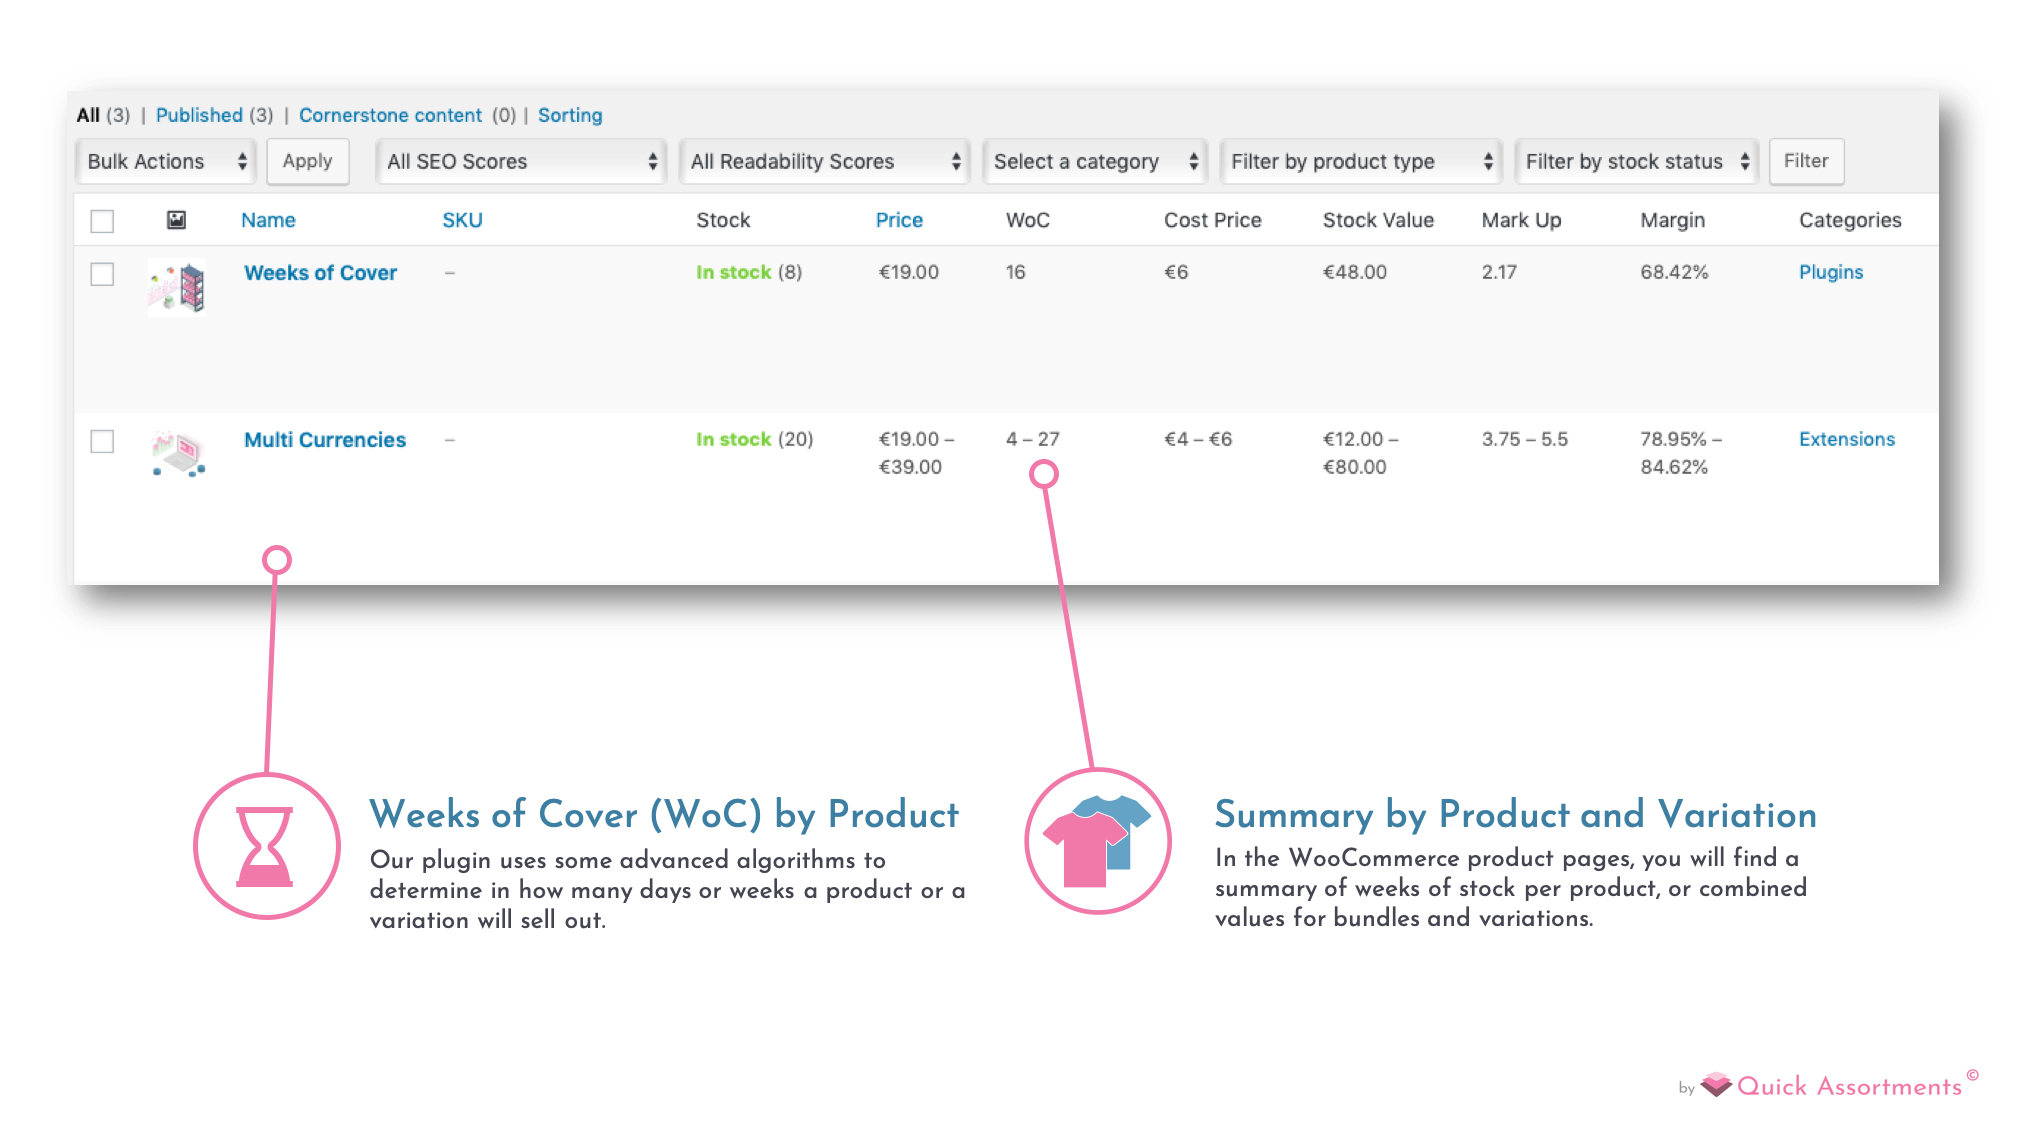 All (3) | Published (3) | Cornerstone content (0) | Sorting
Bulk Actions Apply All SEO Scores All Readability Scores Select a category Filter by product type Filter by stock status Filter
Name SKU Stock Price WoC Cost Price Stock Value Mark Up Margin Categories
Weeks of Cover – In stock (8) €19.00 16 €6 €48.00 2.17 68.42% Plugins
Multi Currencies – In stock (20) €19.00 – 4 – 27 €4 – €6 €12.00 – 3.75 – 5.5 78.95% – Extensions
€39.00 €80.00 84.62%
Weeks of Cover (WoC) by Product
Our plugin uses some advanced algorithms to
determine in how many days or weeks a product or a
variation will sell out.
Summary by Product and Variation
In the WooCommerce product pages, you will find a
summary of weeks of stock per product, or combined
values for bundles and variations.
by Quick Assortments©